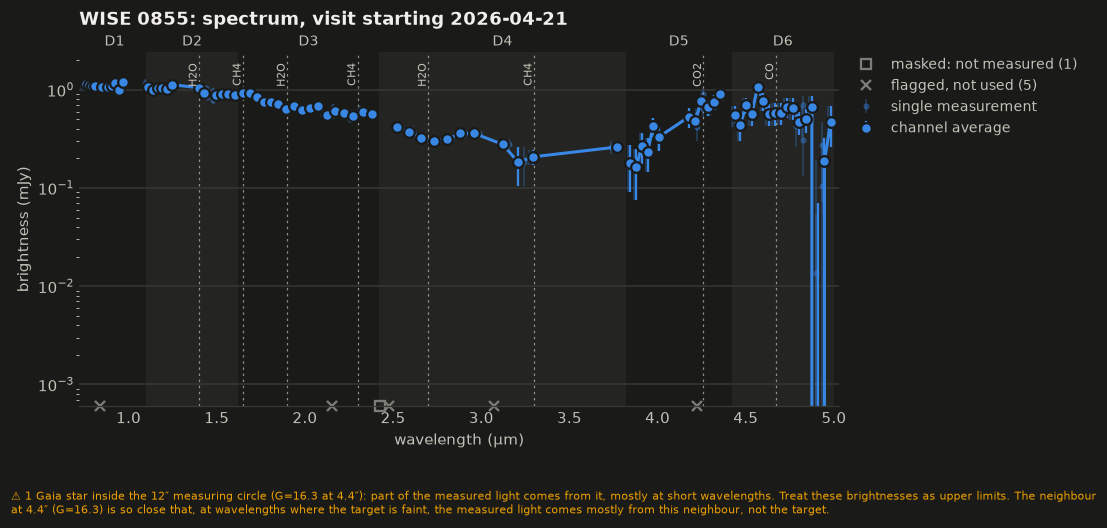 WISE 0855: spectrum, visit starting 2026-04-21
D1 D2 D3 D4 D5 D6
H2O CH4 H2O CH4 H2O CH4 CO2 CO
masked: not measured (1)
flagged, not used (5)
single measurement
channel average
brightness (mJy)
10⁰
10⁻¹
10⁻²
10⁻³
1.0 1.5 2.0 2.5 3.0 3.5 4.0 4.5 5.0
wavelength (μm)
⚠ 1 Gaia star inside the 12″ measuring circle (G=16.3 at 4.4″): part of the measured light comes from it, mostly at short wavelengths. Treat these brightnesses as upper limits. The neighbour
at 4.4″ (G=16.3) is so close that, at wavelengths where the target is faint, the measured light comes mostly from this neighbour, not the target.